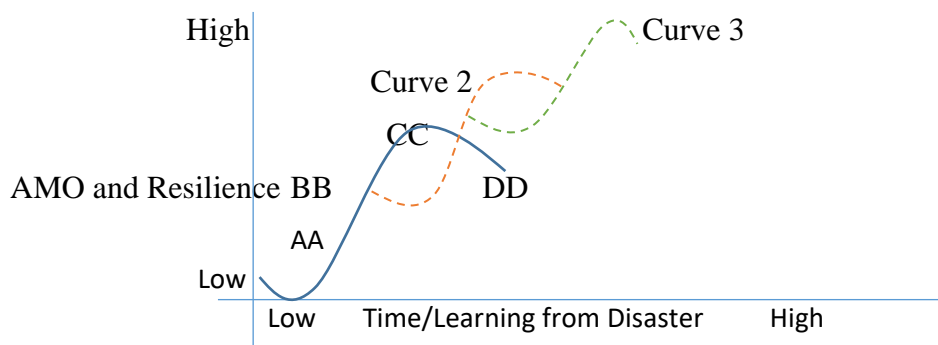 High
Curve 3
Curve 2
CC
AMO and Resilience BB
DD
AA
Low
Low Time/Learning from Disaster High